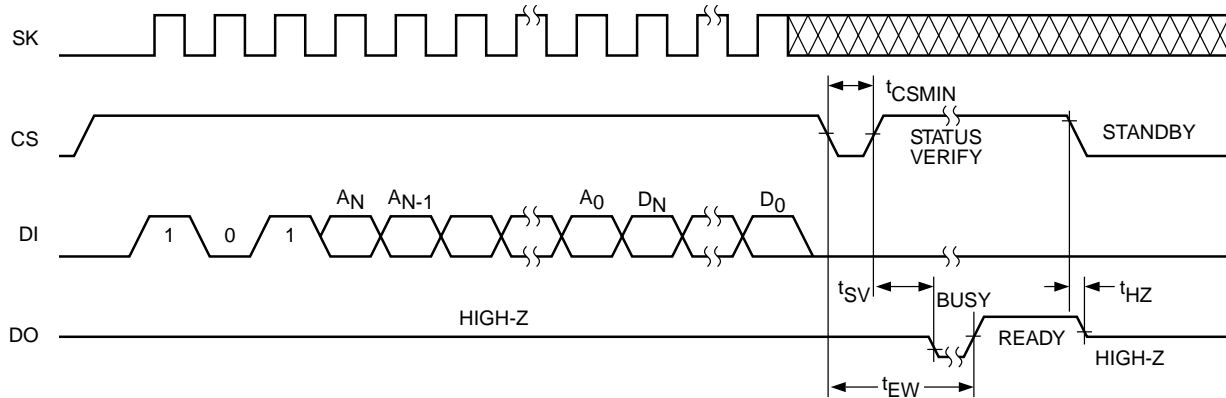 SK
tCSMIN
CS
STATUS
VERIFY
STANDBY
AN
AN-1
A0
DN
D0
DI
1
0
1
tSV
BUSY
tHZ
HIGH-Z
DO
READY
HIGH-Z
tEW